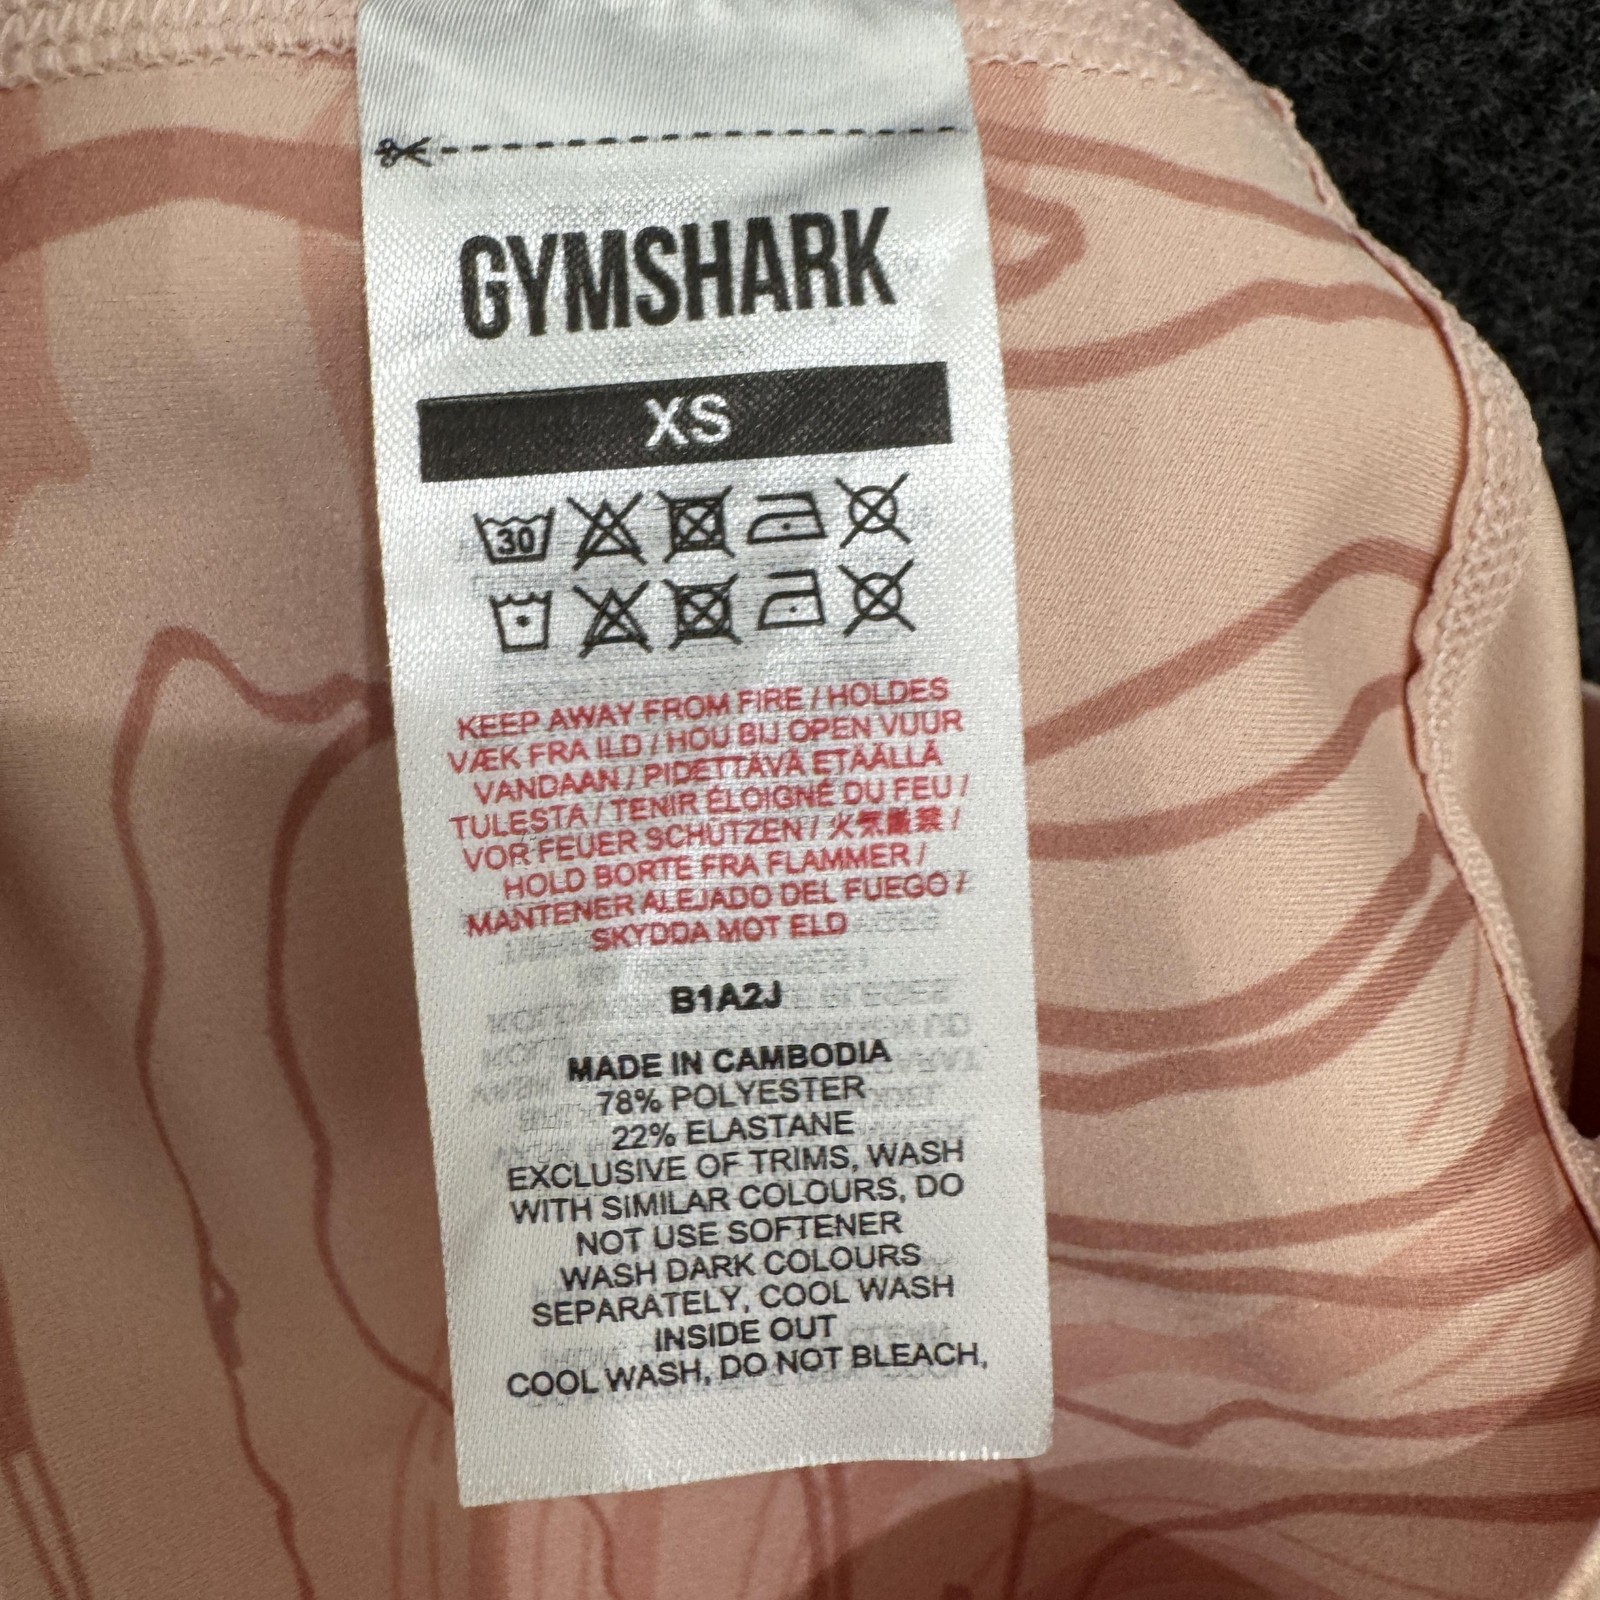 GYMSHARK
XS
30
KEEP AWAY FROM FIRE / HOLDES
VÆK FRA ILD / HOU BIJ OPEN VUUR
VANDAAN / PIDETTÄVÄ ETÄÄLLÄ
TULESTA / TENIR ÉLOIGNÉ DU FEU /
VOR FEUER SCHÜTZEN / 火気厳禁 /
HOLD BORTE FRA FLAMMER /
MANTENER ALEJADO DEL FUEGO /
SKYDDA MOT ELD
B1A2J
MADE IN CAMBODIA
78% POLYESTER
22% ELASTANE
EXCLUSIVE OF TRIMS, WASH
WITH SIMILAR COLOURS, DO
NOT USE SOFTENER
WASH DARK COLOURS
SEPARATELY, COOL WASH
INSIDE OUT
COOL WASH, DO NOT BLEACH,